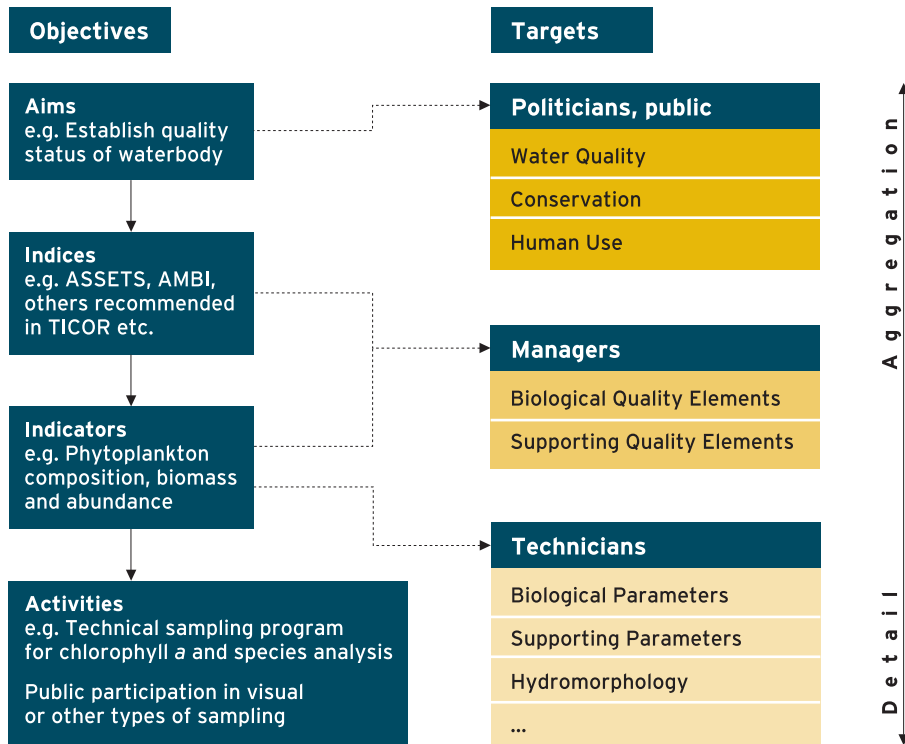 Objectives
Aims
e.g. Establish quality
status of waterbody
Indices
e.g. ASSETS, AMBI,
others recommended
in TICOR etc.
Indicators
e.g. Phytoplankton
composition, biomass
and abundance
Activities
e.g. Technical sampling program
for chlorophyll a and species analysis
Public participation in visual
or other types of sampling
Targets
Politicians, public
Water Quality
Conservation
Human Use
Managers
Biological Quality Elements
Supporting Quality Elements
Technicians
Biological Parameters
Supporting Parameters
Hydromorphology
...
Aggregation
Detail